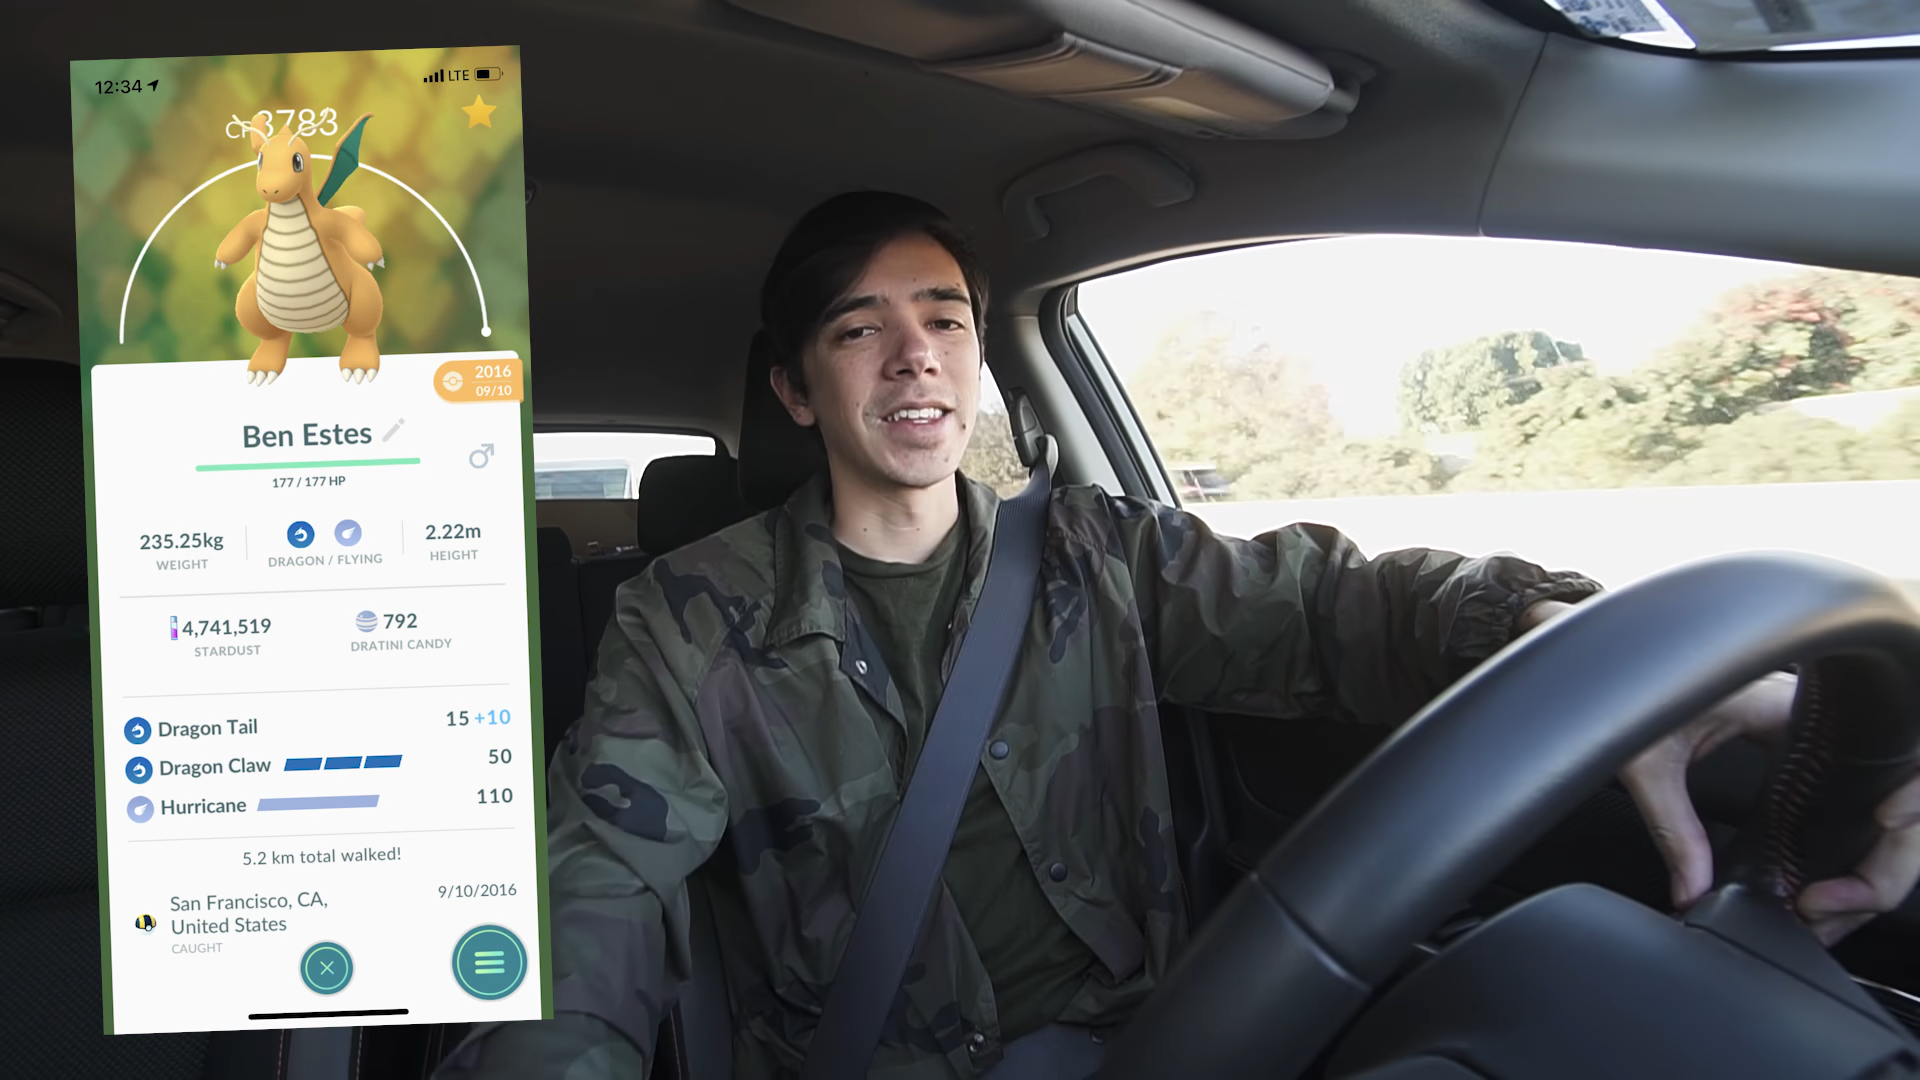 12:34
LTE
CP3783
2016
09/10
Ben Estes
177 / 177 HP
235.25kg
WEIGHT
DRAGON / FLYING
2.22m
HEIGHT
4,741,519
STARDUST
792
DRATINI CANDY
Dragon Tail 15 +10
Dragon Claw 50
Hurricane 110
5.2 km total walked!
San Francisco, CA,
United States
9/10/2016
CAUGHT